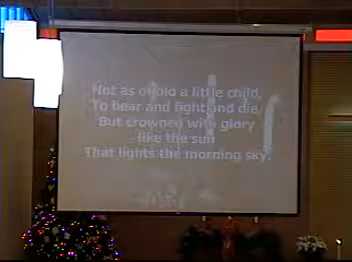 Not as of old a little child,
To bear and fight and die
But crowned with glory
like the sun
That lights the morning sky.